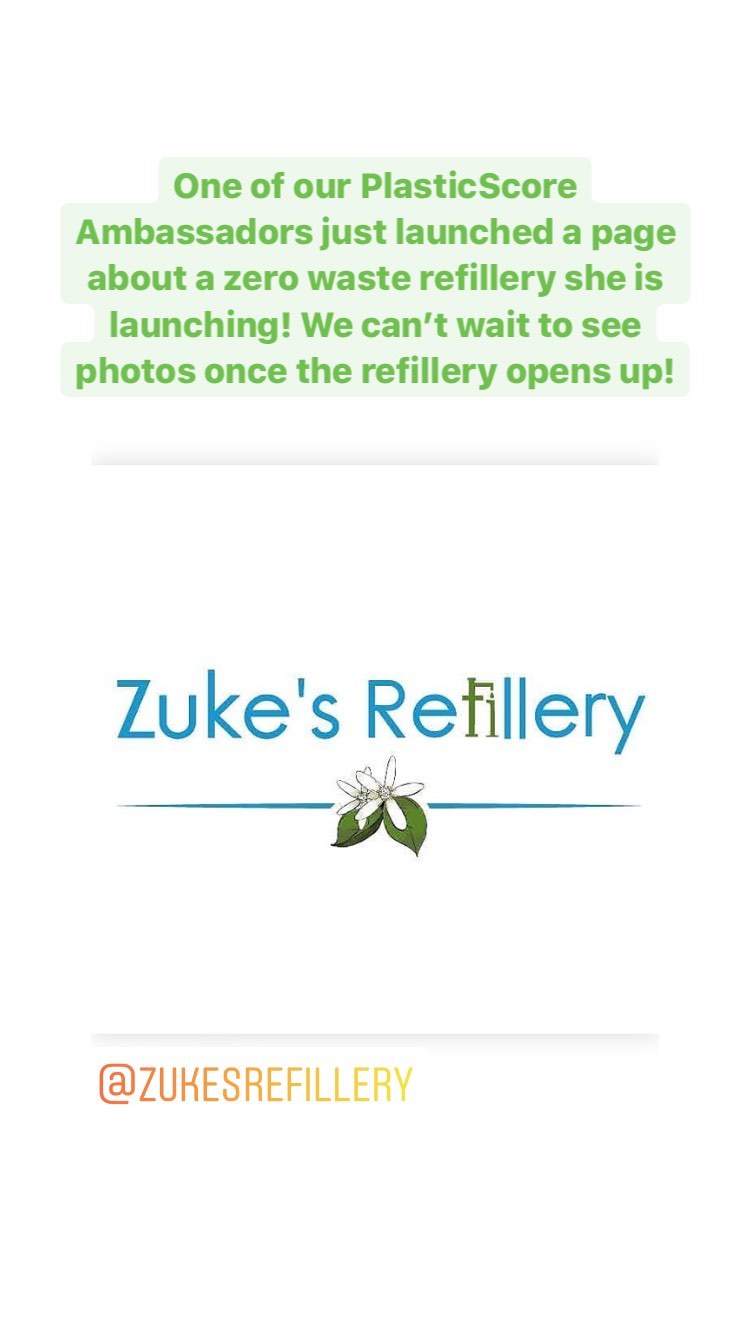 One of our PlasticScore
Ambassadors just launched a page
about a zero waste refillery she is
launching! We can’t wait to see
photos once the refillery opens up!
Zuke's Refillery
@ZUKESREFILLERY